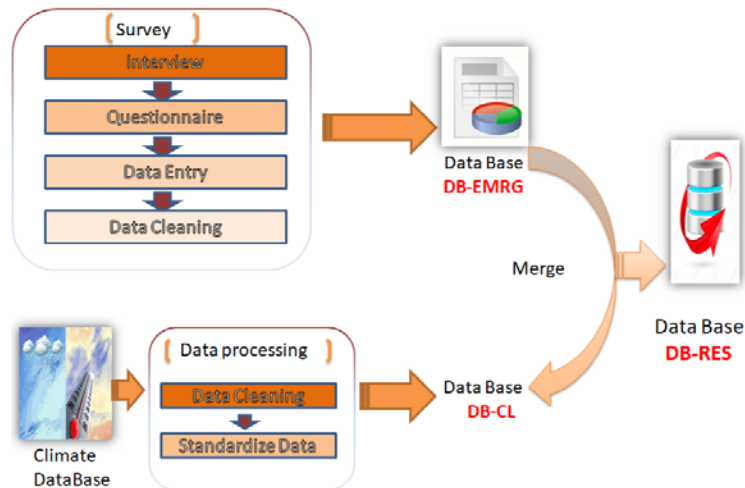 Survey
Interview
Questionnaire
Data Entry
Data Cleaning
Data Base
DB-EMRG
Merge
Data Base
DB-RES
Data processing
Data Cleaning
Standardize Data
Data Base
DB-CL
Climate
DataBase